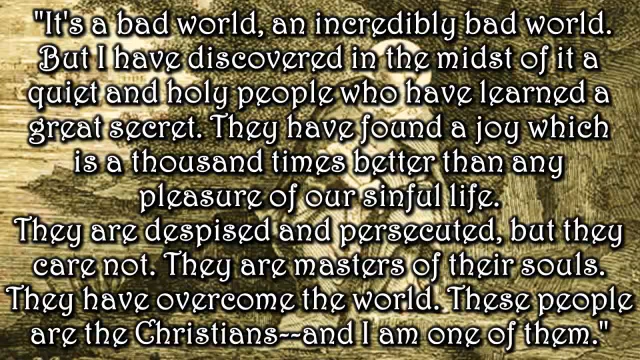 "It's a bad world, an incredibly bad world.
But I have discovered in the midst of it a
quiet and holy people who have learned a
great secret. They have found a joy which
is a thousand times better than any
pleasure of our sinful life.
They are despised and persecuted, but they
care not. They are masters of their souls.
They have overcome the world. These people
are the Christians--and I am one of them."